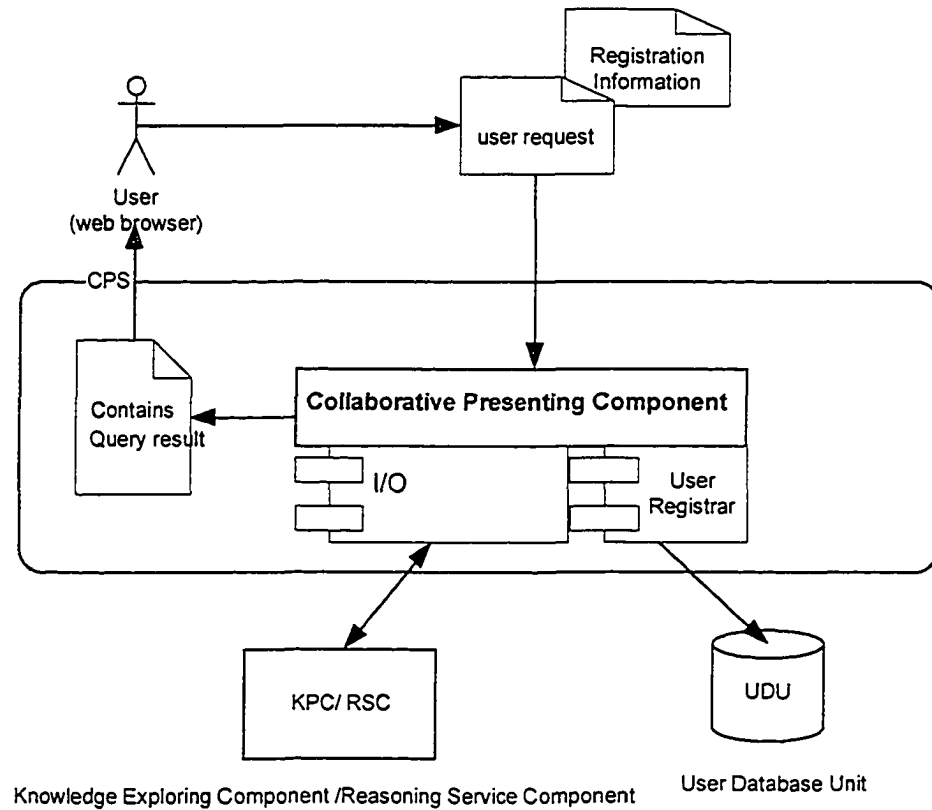 Registration
Information
user request
User
(web browser)
CPS
Contains
Query result
Collaborative Presenting Component
I/O
User
Registrar
KPC/ RSC
UDU
Knowledge Exploring Component /Reasoning Service Component
User Database Unit